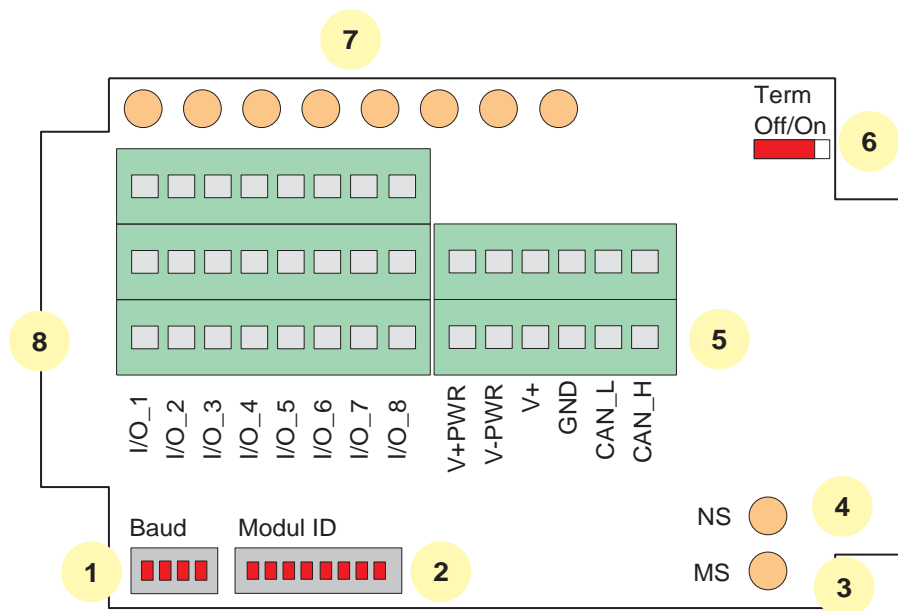 7
Term
Off/On
6
8
5
I/O_1
I/O_2
I/O_3
I/O_4
I/O_5
I/O_6
I/O_7
I/O_8
V+PWR
V-PWR
V+
GND
CAN_L
CAN_H
Baud
Modul ID
NS
4
1
2
MS
3